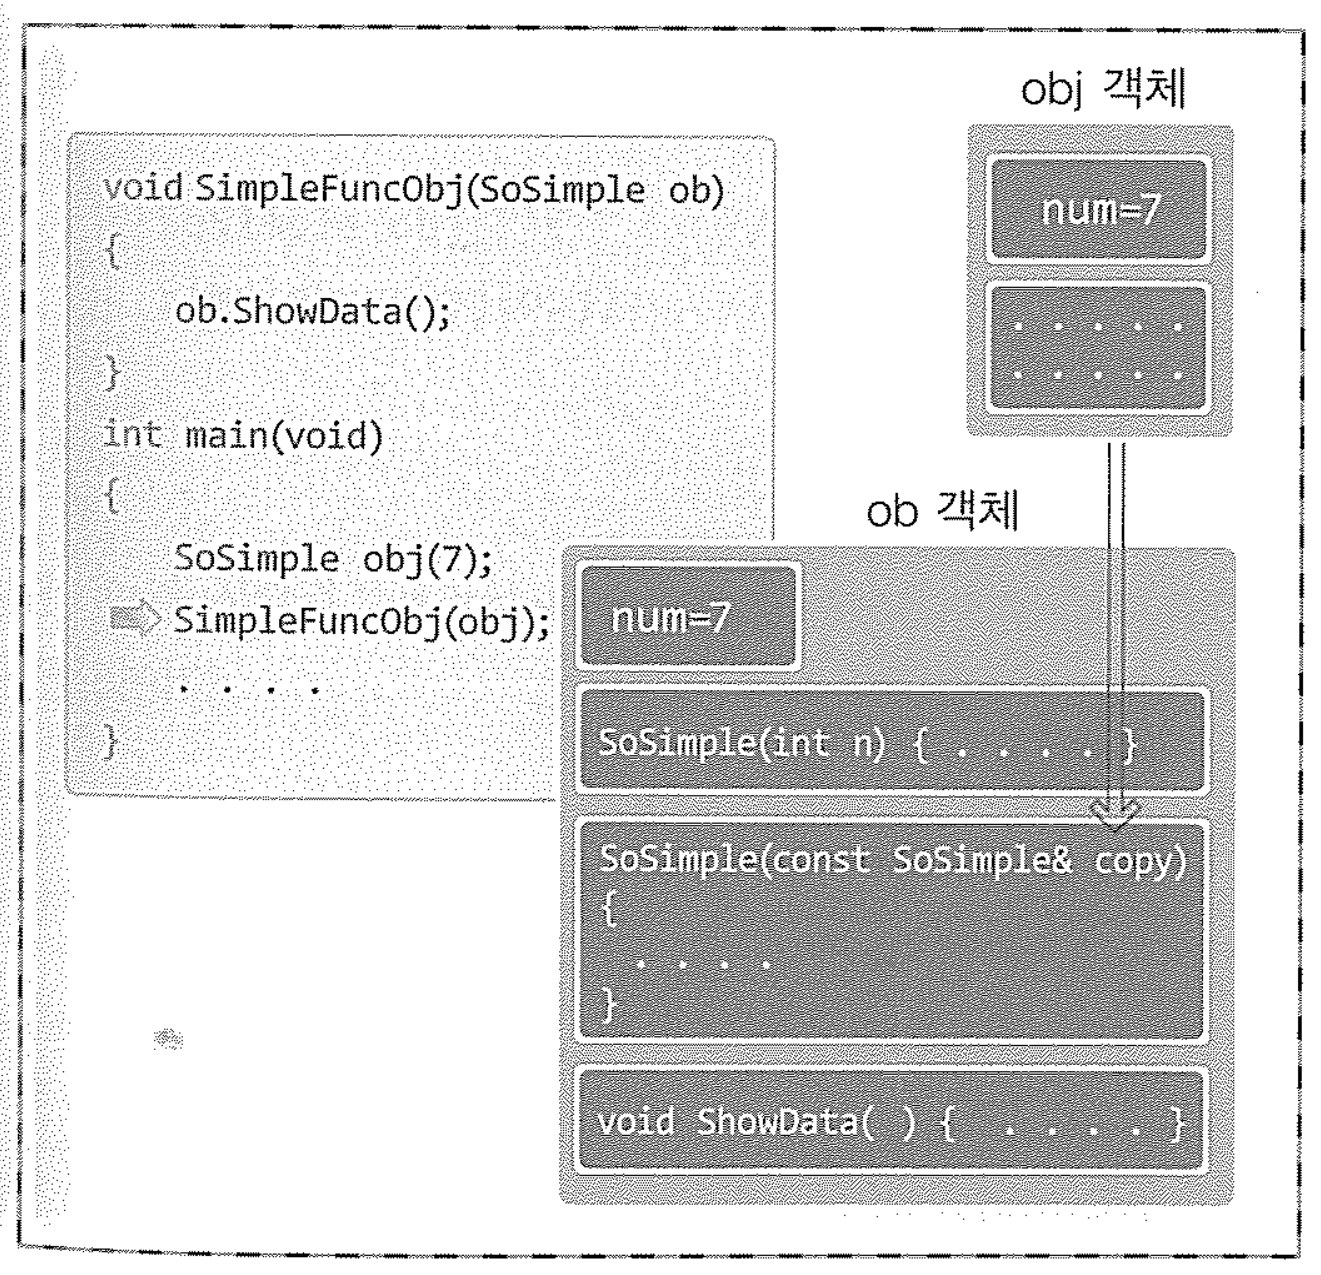 void SimpleFuncObj(SoSimple ob)
{
ob.ShowData();
}
int main(void)
{
SoSimple obj(7);
SimpleFuncObj(obj);
. . . .
}
obj 객체
num=7
. . . . .
. . . . .
ob 객체
num=7
SoSimple(int n) { . . . . }
SoSimple(const SoSimple& copy)
{
. . . .
}
void ShowData( ) { . . . . }